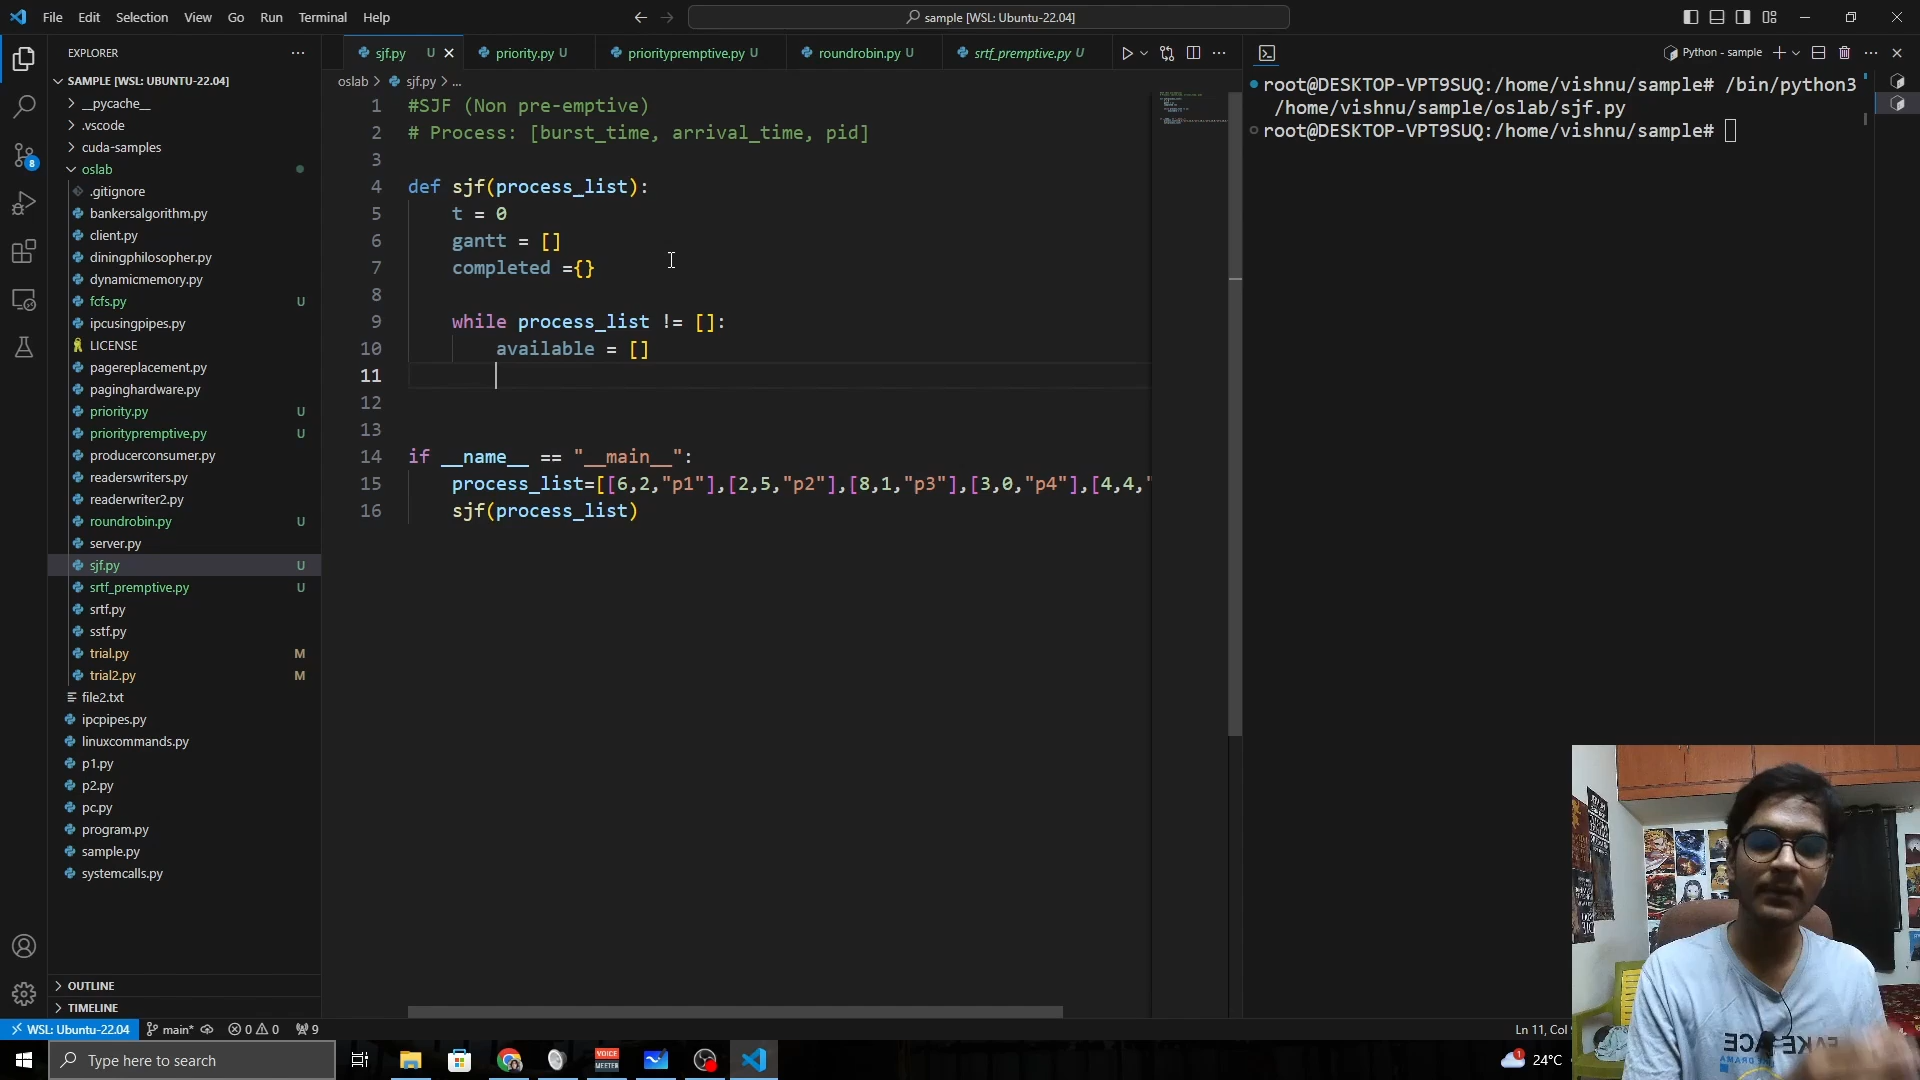 File Edit Selection View Go Run Terminal Help
sample [WSL: Ubuntu-22.04]
EXPLORER
SAMPLE [WSL: UBUNTU-22.04]
__pycache__
.vscode
cuda-samples
oslab
.gitignore
bankersalgorithm.py
client.py
diningphilosopher.py
dynamicmemory.py
fcfs.py U
ipcusingpipes.py
LICENSE
pagereplacement.py
paginghardware.py
priority.py U
prioritypremptive.py U
producerconsumer.py
readerswriters.py
readerwriter2.py
roundrobin.py U
server.py
sjf.py U
srtf_premptive.py U
srtf.py
sstf.py
trial.py M
trial2.py M
file2.txt
ipcpipes.py
linuxcommands.py
p1.py
p2.py
pc.py
program.py
sample.py
systemcalls.py
OUTLINE
TIMELINE
8
sjf.py U priority.py U prioritypremptive.py U roundrobin.py U srtf_premptive.py U
oslab > sjf.py > ...
1 #SJF (Non pre-emptive)
2 # Process: [burst_time, arrival_time, pid]
3
4 def sjf(process_list):
5 t = 0
6 gantt = []
7 completed ={}
8
9 while process_list != []:
10 available = []
11
12
13
14 if __name__ == "__main__":
15 process_list=[[6,2,"p1"],[2,5,"p2"],[8,1,"p3"],[3,0,"p4"],[4,4,"
16 sjf(process_list)
Python - sample
root@DESKTOP-VPT9SUQ:/home/vishnu/sample# /bin/python3
/home/vishnu/sample/oslab/sjf.py
root@DESKTOP-VPT9SUQ:/home/vishnu/sample#
WSL: Ubuntu-22.04 main* 0 0 9
Ln 11, Col
Type here to search
VOICE
MEETER
1
24°C